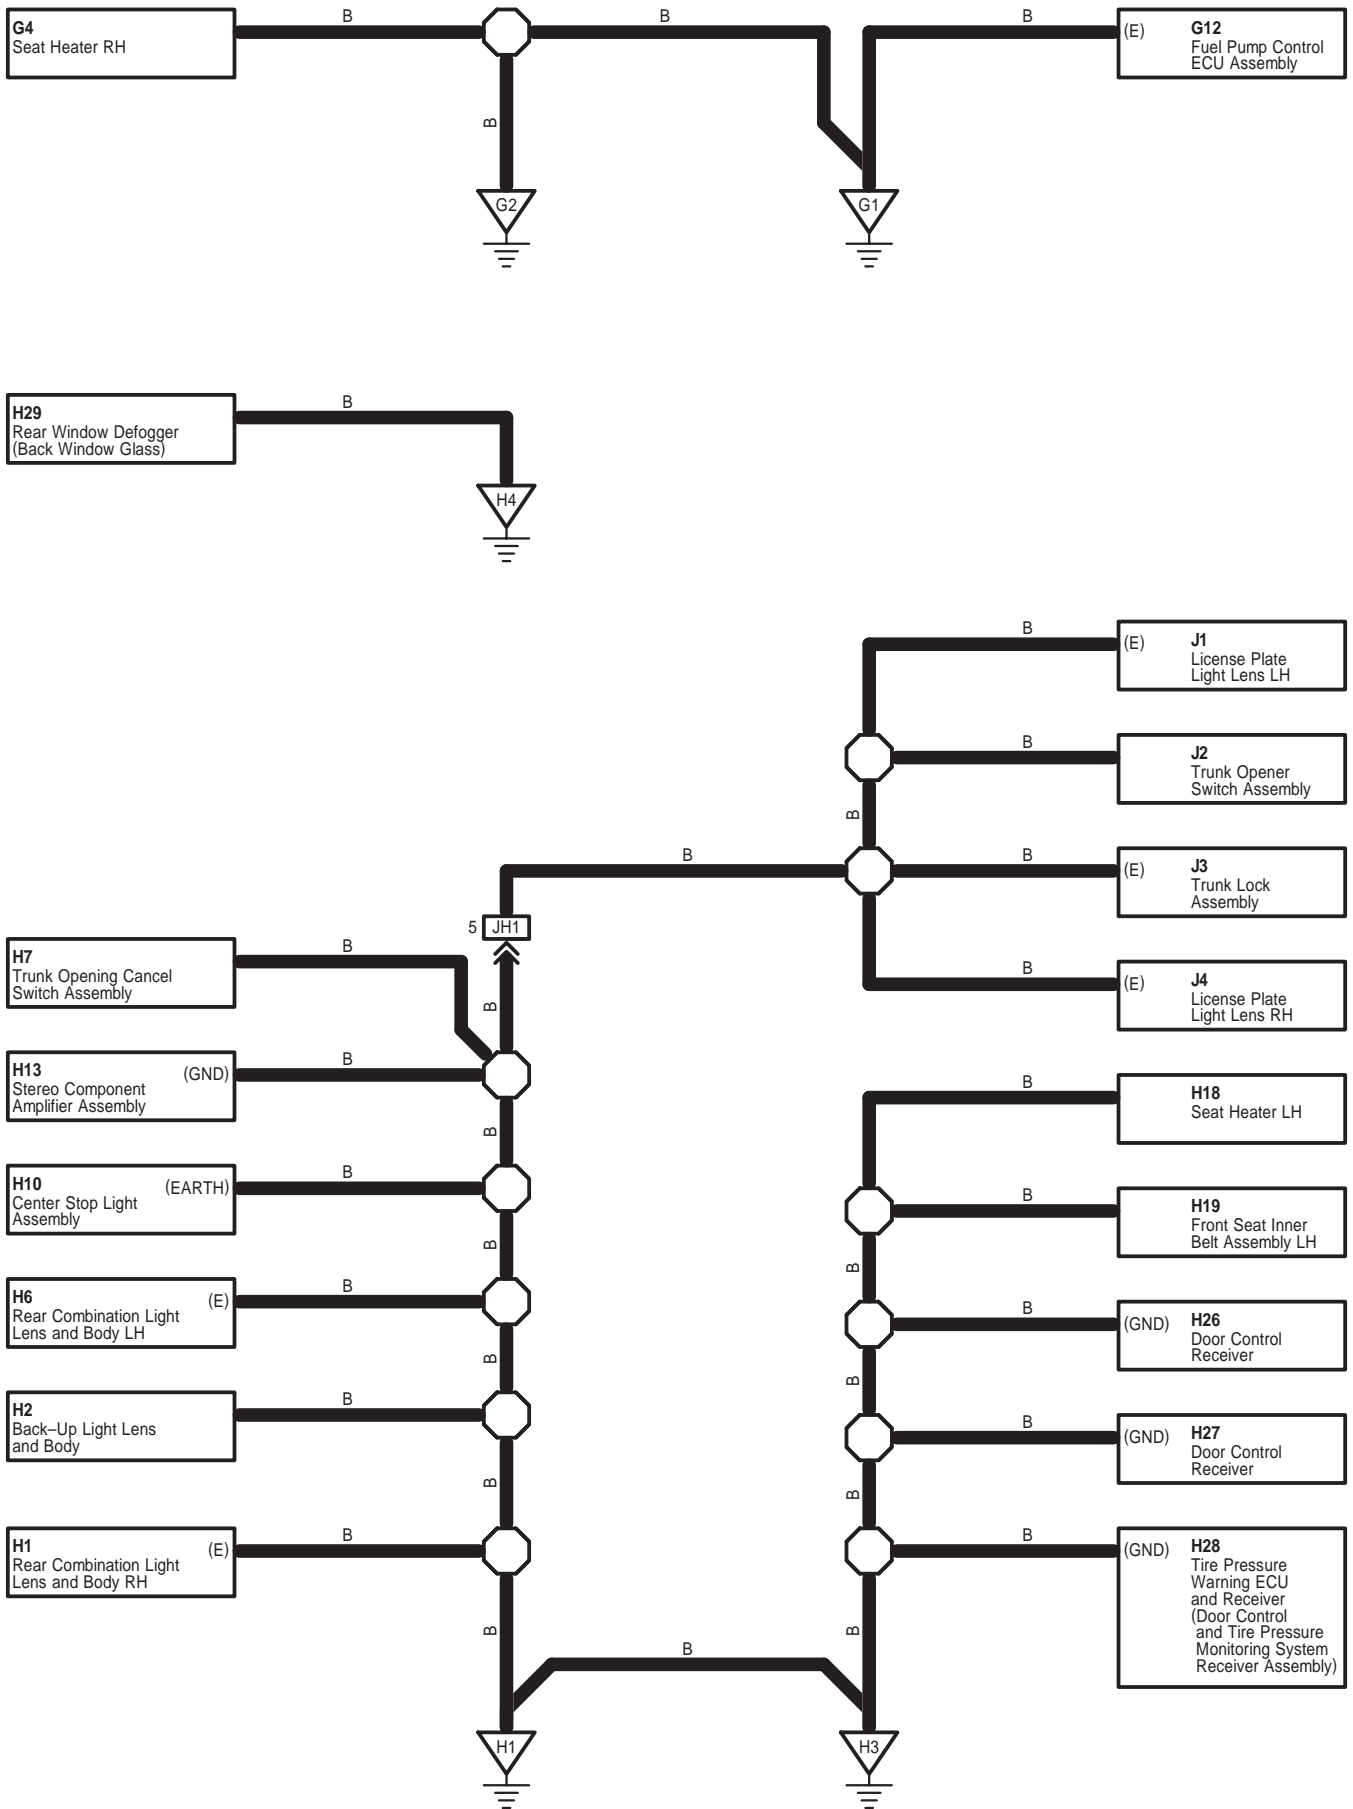 B
B
B
G4
Seat Heater RH
(E)
G12
Fuel Pump Control
ECU Assembly
B
G2
G1
H29
Rear Window Defogger
(Back Window Glass)
B
H4
B
(E)
J1
License Plate
Light Lens LH
B
J2
Trunk Opener
Switch Assembly
B
B
B
(E)
J3
Trunk Lock
Assembly
5
JH1
H7
Trunk Opening Cancel
Switch Assembly
B
B
B
(E)
J4
License Plate
Light Lens RH
H13
(GND)
Stereo Component
Amplifier Assembly
B
B
H18
Seat Heater LH
B
H10
(EARTH)
Center Stop Light
Assembly
B
B
H19
Front Seat Inner
Belt Assembly LH
B
B
H6
(E)
Rear Combination Light
Lens and Body LH
B
B
(GND)
H26
Door Control
Receiver
B
B
H2
Back–Up Light Lens
and Body
B
B
(GND)
H27
Door Control
Receiver
B
B
H1
(E)
Rear Combination Light
Lens and Body RH
B
B
(GND)
H28
Tire Pressure
Warning ECU
and Receiver
(Door Control
and Tire Pressure
Monitoring System
Receiver Assembly)
B
B
B
H1
H3